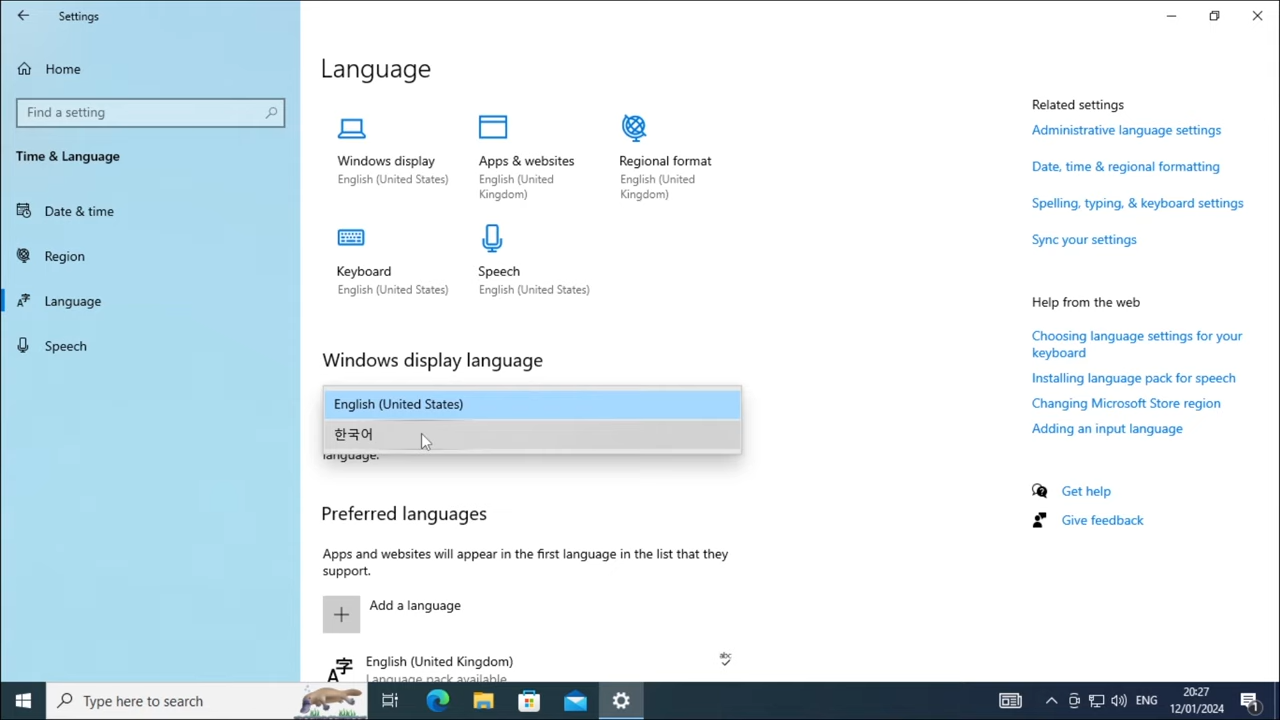 Settings
Home
Find a setting
Time & Language
Date & time
Region
Language
Speech
Language
Windows display
English (United States)
Apps & websites
English (United
Kingdom)
Regional format
English (United
Kingdom)
Keyboard
English (United States)
Speech
English (United States)
Windows display language
English (United States)
한국어
language.
Preferred languages
Apps and websites will appear in the first language in the list that they
support.
Add a language
English (United Kingdom)
Language pack available
abc
字
A
Related settings
Administrative language settings
Date, time & regional formatting
Spelling, typing, & keyboard settings
Sync your settings
Help from the web
Choosing language settings for your
keyboard
Installing language pack for speech
Changing Microsoft Store region
Adding an input language
Get help
Give feedback
Type here to search
ENG
20:27
12/01/2024
1